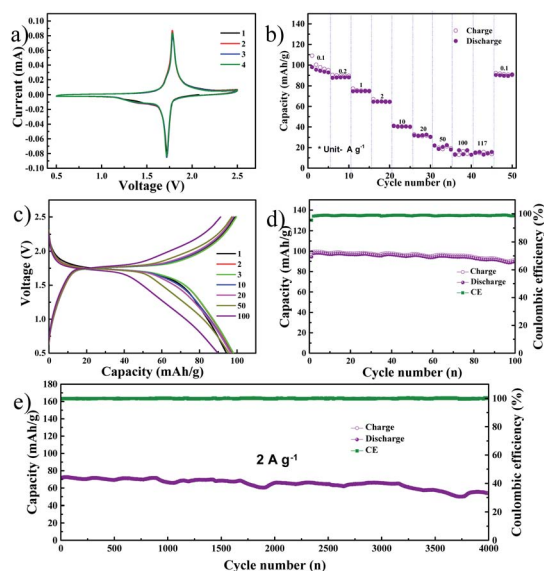 a)
0.10
0.08
0.06
0.04
0.02
0.00
-0.02
-0.04
-0.06
-0.08
-0.10
Current (mA)
1
2
3
4
0.5 1.0 1.5 2.0 2.5
Voltage (V)
b)
140
120
100
80
60
40
20
0
Capacity (mAh/g)
Charge
Discharge
0.1
0.2
1
2
10
20
50
100
117
0.1
* Unit- A g-1
0 10 20 30 40 50
Cycle number (n)
c)
2.5
2.0
1.5
1.0
0.5
Voltage (V)
1
2
3
10
20
50
100
0 20 40 60 80 100
Capacity (mAh/g)
d)
140
120
100
80
60
40
20
0
Capacity (mAh/g)
Charge
Discharge
CE
100
80
60
40
20
0
Coulombic efficiency (%)
0 20 40 60 80 100
Cycle number (n)
e)
180
160
140
120
100
80
60
40
20
0
Capacity (mAh/g)
Charge
Discharge
CE
2 A g-1
100
80
60
40
20
0
Coulombic efficiency (%)
0 500 1000 1500 2000 2500 3000 3500 4000
Cycle number (n)